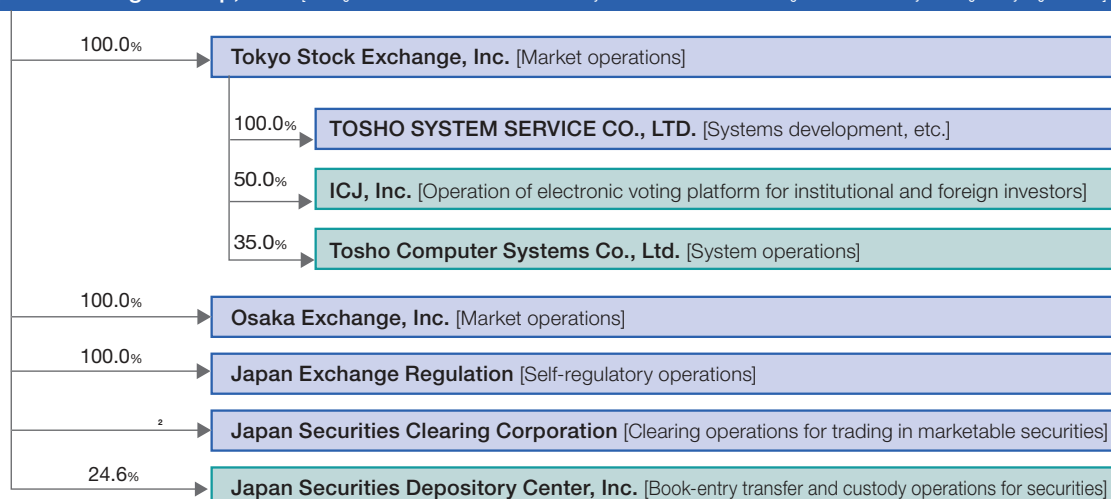 100.0%
Tokyo Stock Exchange, Inc. [Market operations]
100.0%
TOSHO SYSTEM SERVICE CO., LTD. [Systems development, etc.]
50.0%
ICJ, Inc. [Operation of electronic voting platform for institutional and foreign investors]
35.0%
Tosho Computer Systems Co., Ltd. [System operations]
100.0%
Osaka Exchange, Inc. [Market operations]
100.0%
Japan Exchange Regulation [Self-regulatory operations]
2
Japan Securities Clearing Corporation [Clearing operations for trading in marketable securities]
24.6%
Japan Securities Depository Center, Inc. [Book-entry transfer and custody operations for securities]